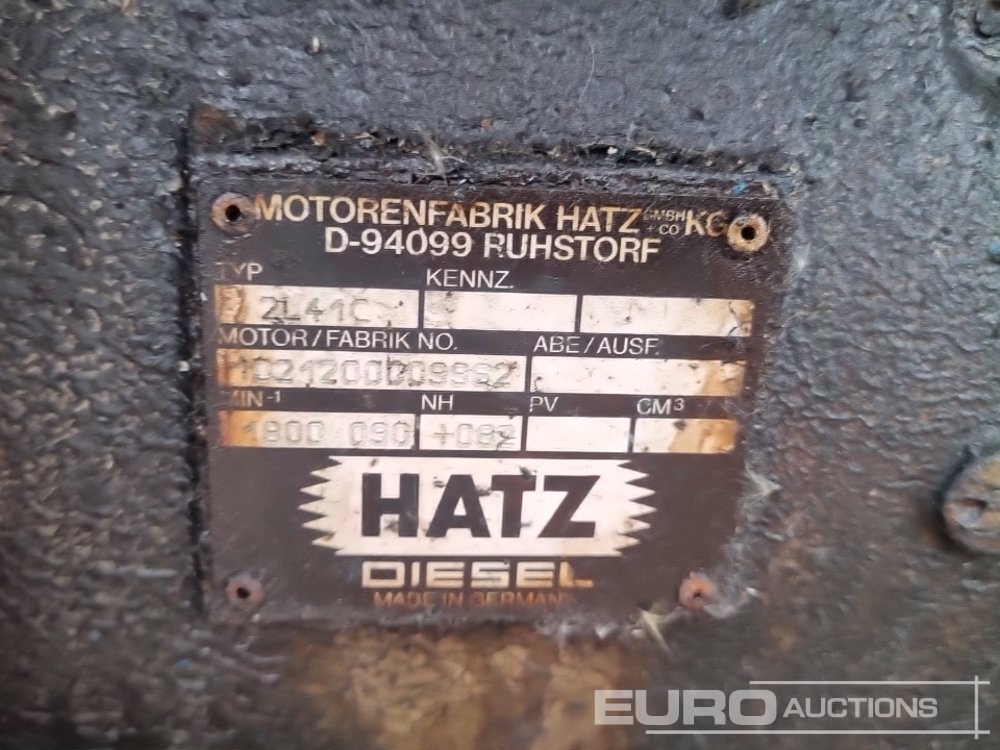 MOTORENFABRIK HATZ GMBH + CO KG
D-94099 RUHSTORF
TYP KENNZ.
2L41C
MOTOR/FABRIK NO. ABE/AUSF.
MIN-1 NH PV CM3
1800 090 +082
HATZ
DIESEL
MADE IN GERMANY
EURO AUCTIONS